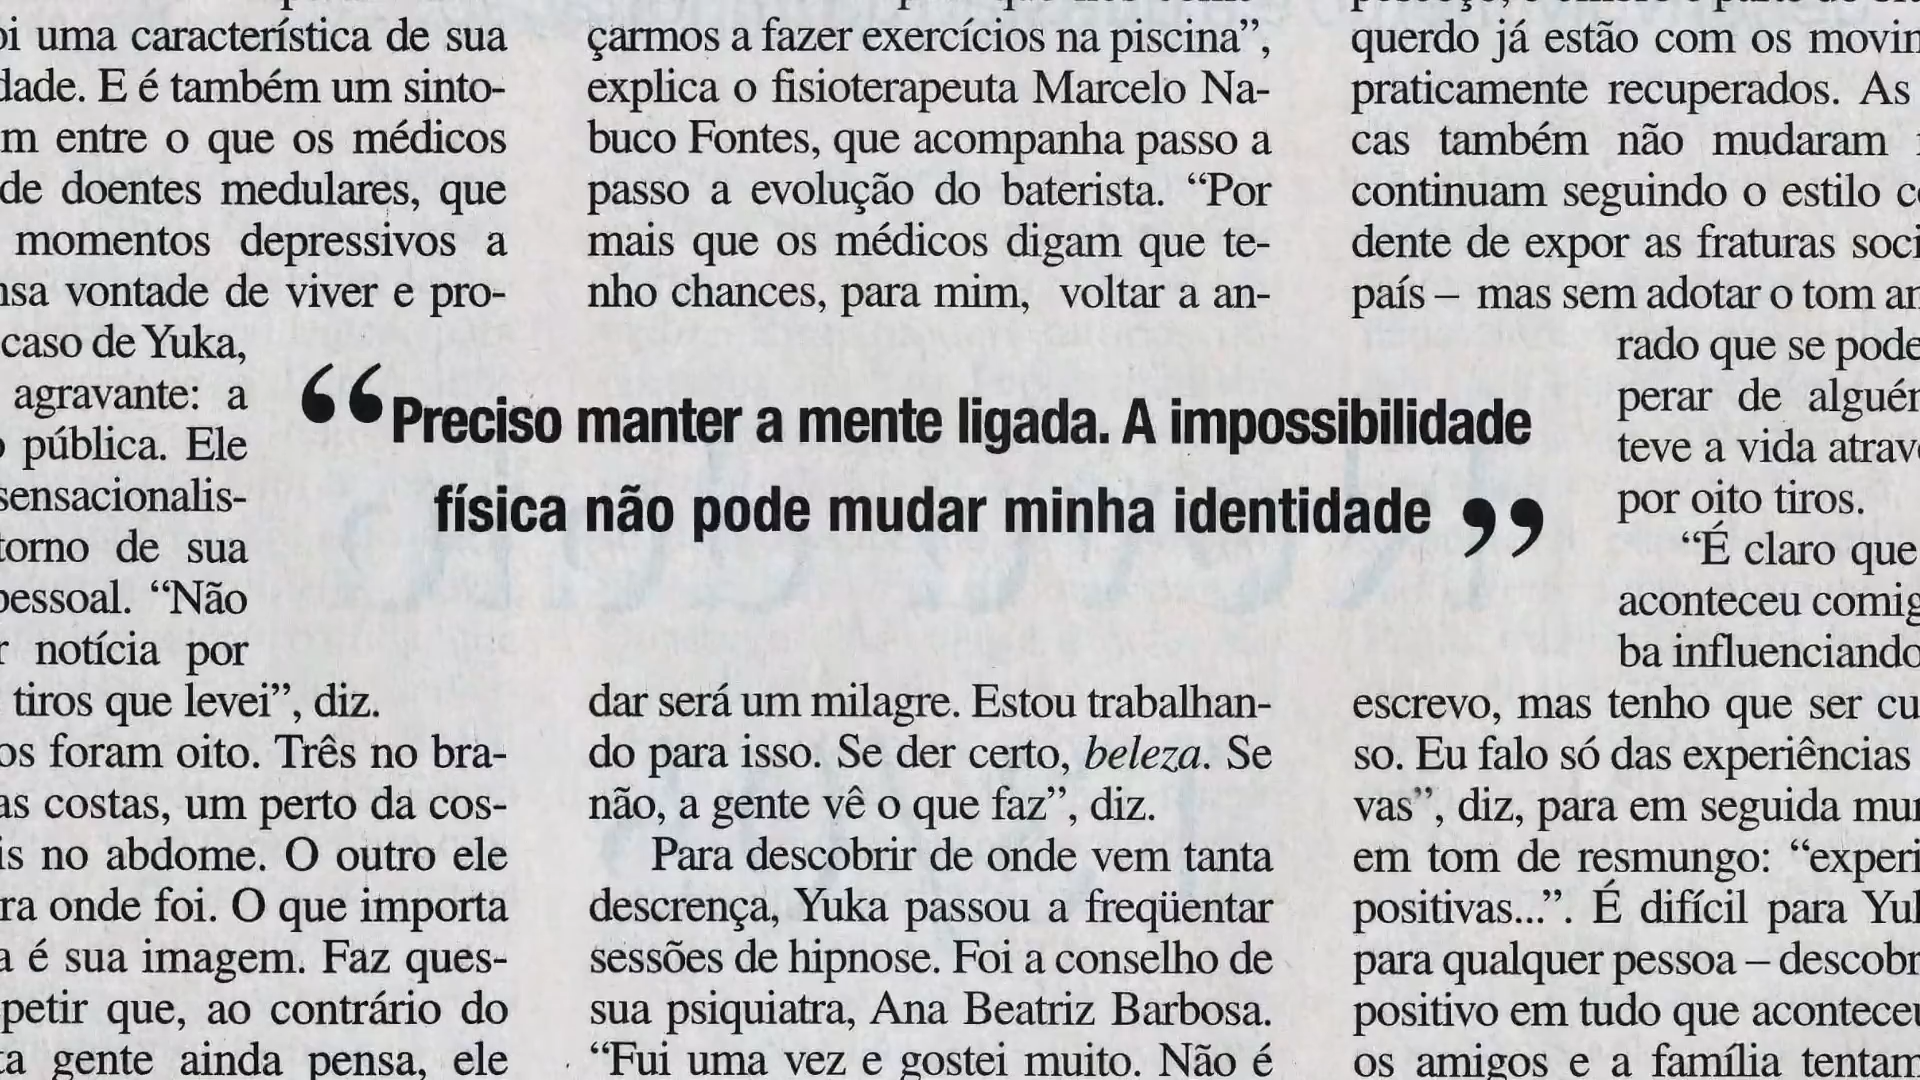 uma característica de sua
dade. E é também um sinto-
m entre o que os médicos
de doentes medulares, que
momentos depressivos a
nsa vontade de viver e pro-
caso de Yuka,
agravante: a
pública. Ele
sensacionalis-
torno de sua
pessoal. “Não
r notícia por
tiros que levei”, diz.
os foram oito. Três no bra-
as costas, um perto da cos-
is no abdome. O outro ele
ra onde foi. O que importa
a é sua imagem. Faz ques-
petir que, ao contrário do
ta gente ainda pensa, ele
çarmos a fazer exercícios na piscina”,
explica o fisioterapeuta Marcelo Na-
buco Fontes, que acompanha passo a
passo a evolução do baterista. “Por
mais que os médicos digam que te-
nho chances, para mim, voltar a an-
“Preciso manter a mente ligada. A impossibilidade
física não pode mudar minha identidade”
dar será um milagre. Estou trabalhan-
do para isso. Se der certo, beleza. Se
não, a gente vê o que faz”, diz.
Para descobrir de onde vem tanta
descrença, Yuka passou a freqüentar
sessões de hipnose. Foi a conselho de
sua psiquiatra, Ana Beatriz Barbosa.
“Fui uma vez e gostei muito. Não é
querdo já estão com os movim
praticamente recuperados. As
cas também não mudaram
continuam seguindo o estilo c
dente de expor as fraturas soci
país – mas sem adotar o tom am
rado que se pode
perar de alguém
teve a vida atrave
por oito tiros.
“É claro que
aconteceu comig
ba influenciando
escrevo, mas tenho que ser cu
so. Eu falo só das experiências
vas”, diz, para em seguida mur
em tom de resmungo: “experi
positivas...”. É difícil para Yuk
para qualquer pessoa – descobr
positivo em tudo que aconteceu
os amigos e a família tentam